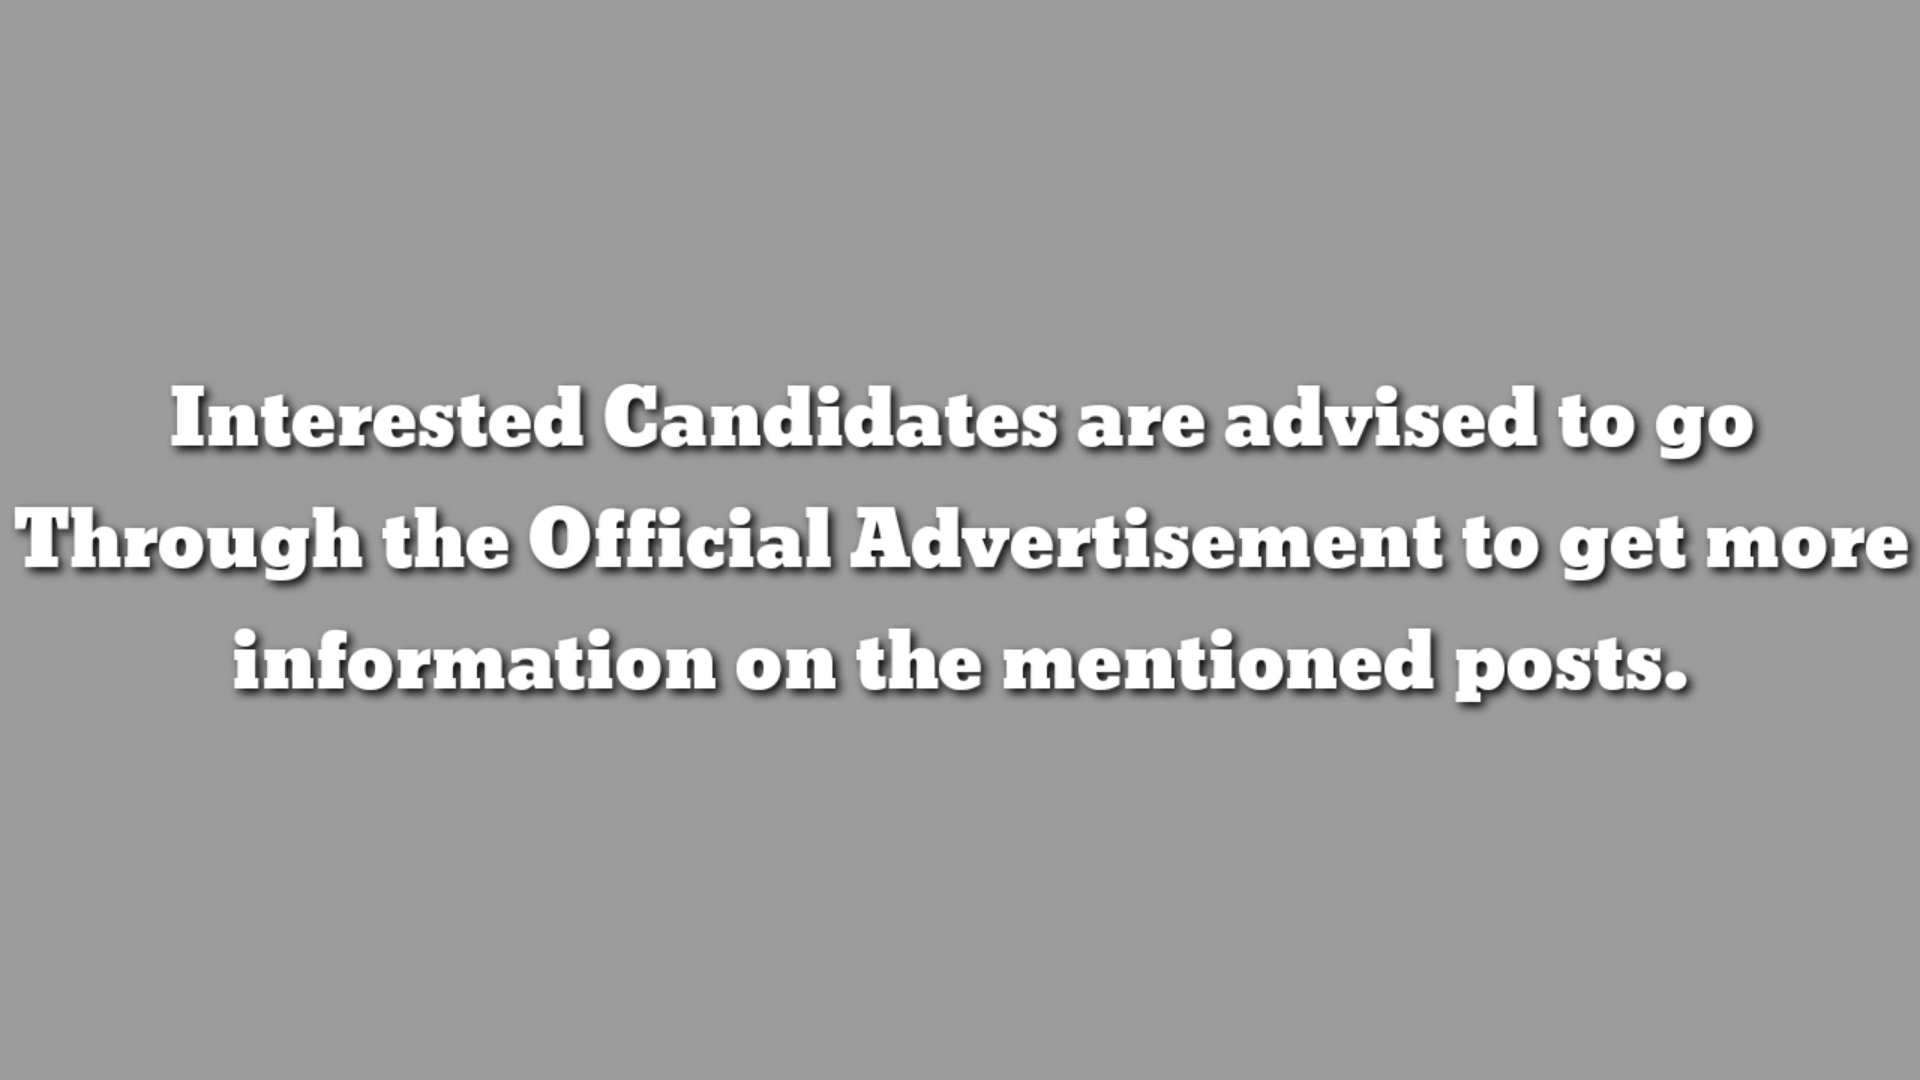 Interested Candidates are advised to go
Through the Official Advertisement to get more
information on the mentioned posts.